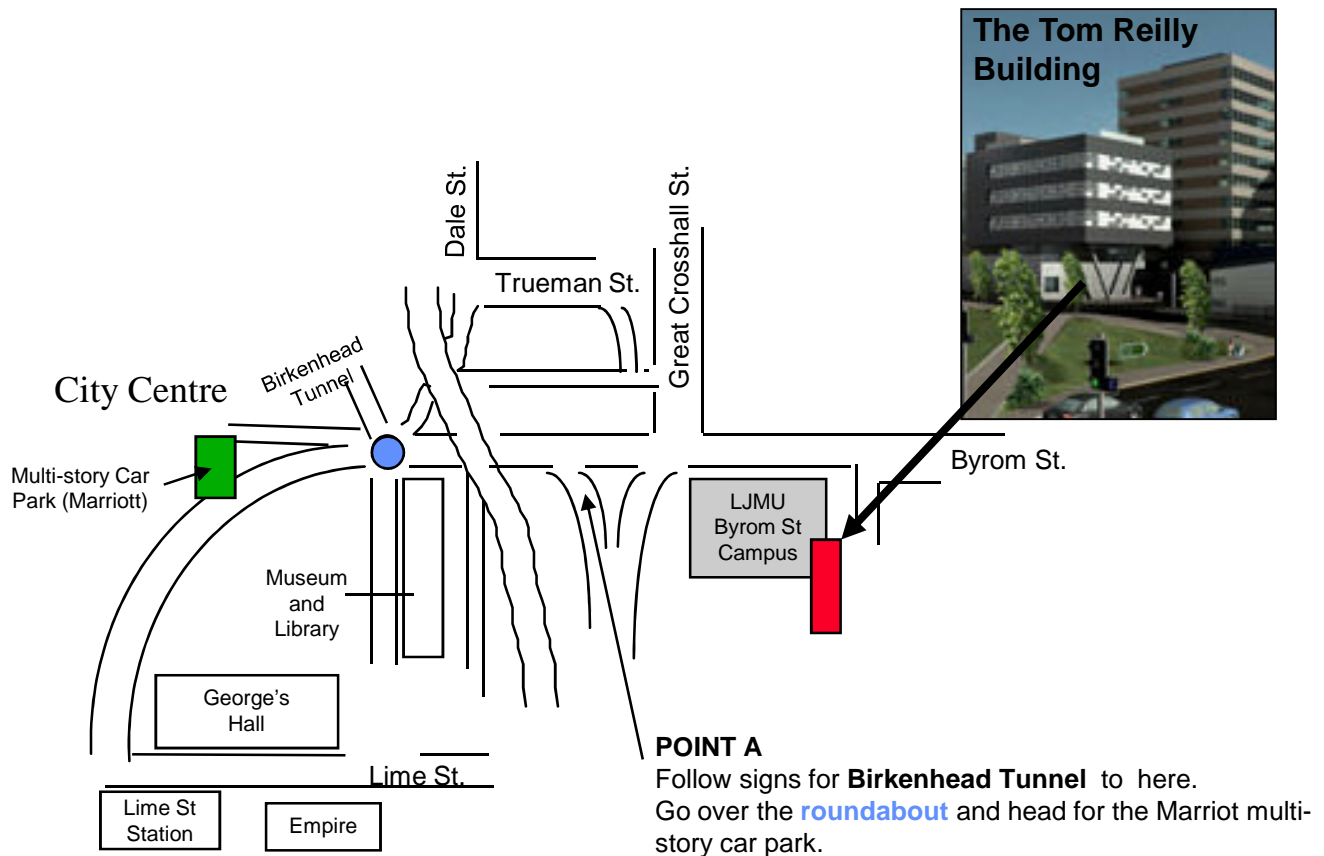 The Tom Reilly
Building
Dale St.
Great Crosshall St.
Trueman St.
Birkenhead
Tunnel
City Centre
Multi-story Car
Park (Marriott)
Byrom St.
LJMU
Byrom St
Campus
Museum
and
Library
George's
Hall
Lime St.
Lime St
Station
Empire
POINT A
Follow signs for Birkenhead Tunnel to here.
Go over the roundabout and head for the Marriot multi-
story car park.